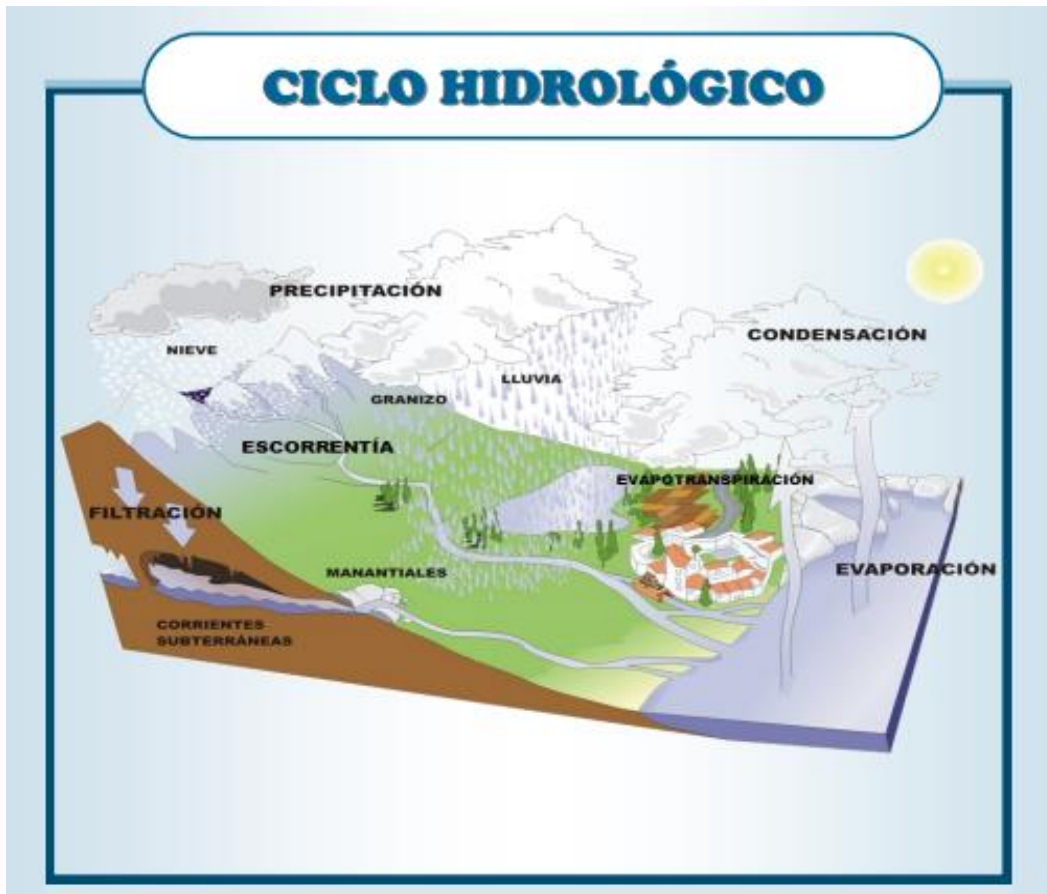 CICLO HIDROLÓGICO
PRECIPITACIÓN
CONDENSACIÓN
NIEVE
LLUVIA
GRANIZO
ESCORRENTÍA
EVAPOTRANSPIRACIÓN
FILTRACIÓN
EVAPORACIÓN
MANANTIALES
CORRIENTES
SUBTERRÁNEAS